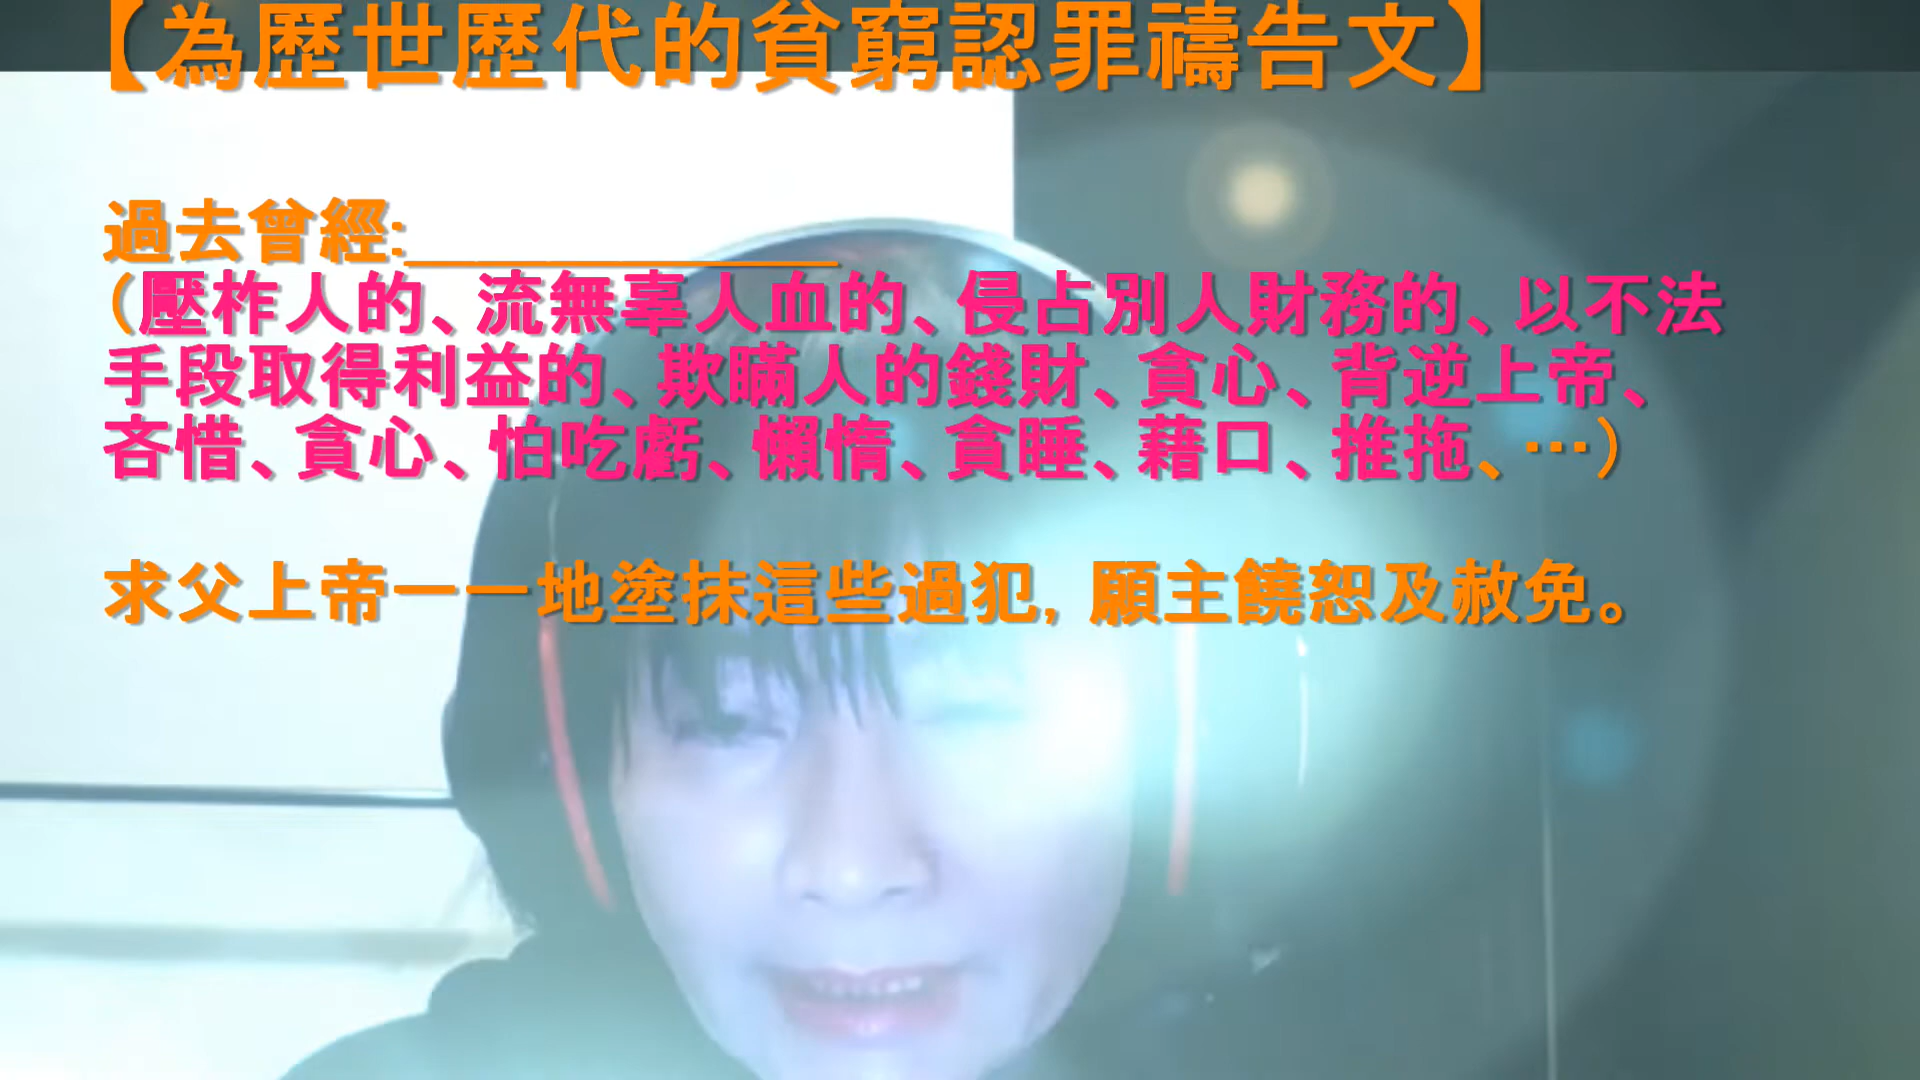 【為歷世歷代的貧窮認罪禱告文】
過去曾經:____________
(壓柞人的、流無辜人血的、侵占別人財務的、以不法
手段取得利益的、欺瞞人的錢財、貪心、背逆上帝、
吝惜、貪心、怕吃虧、懶惰、貪睡、藉口、推拖、…)
求父上帝一一地塗抹這些過犯, 願主饒恕及赦免。